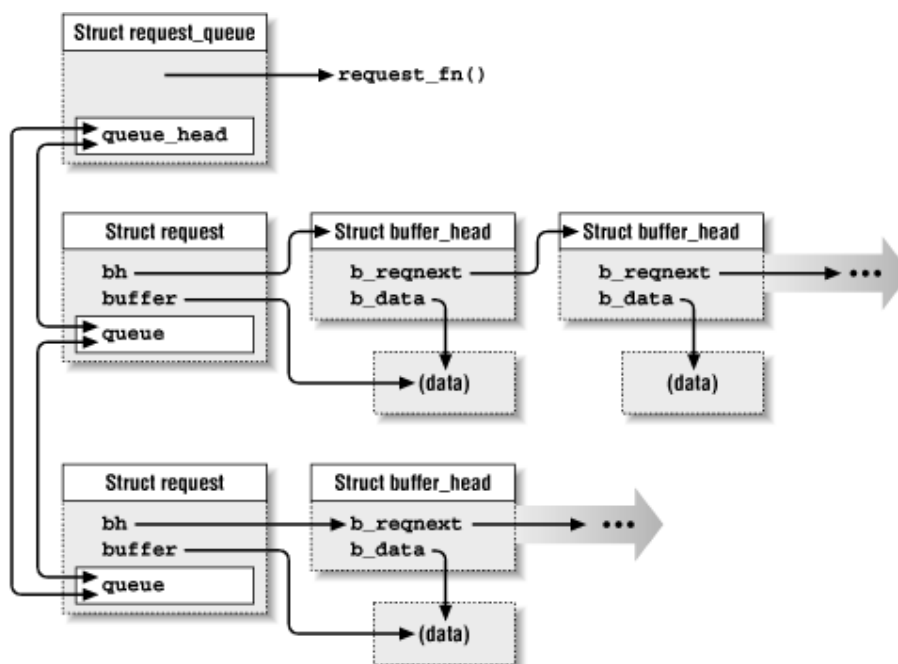 Struct request_queue
request_fn()
queue_head
Struct request
Struct buffer_head
Struct buffer_head
bh
b_reqnext
b_reqnext
•••
buffer
b_data
b_data
queue
(data)
(data)
Struct request
Struct buffer_head
bh
b_reqnext
•••
buffer
b_data
queue
(data)